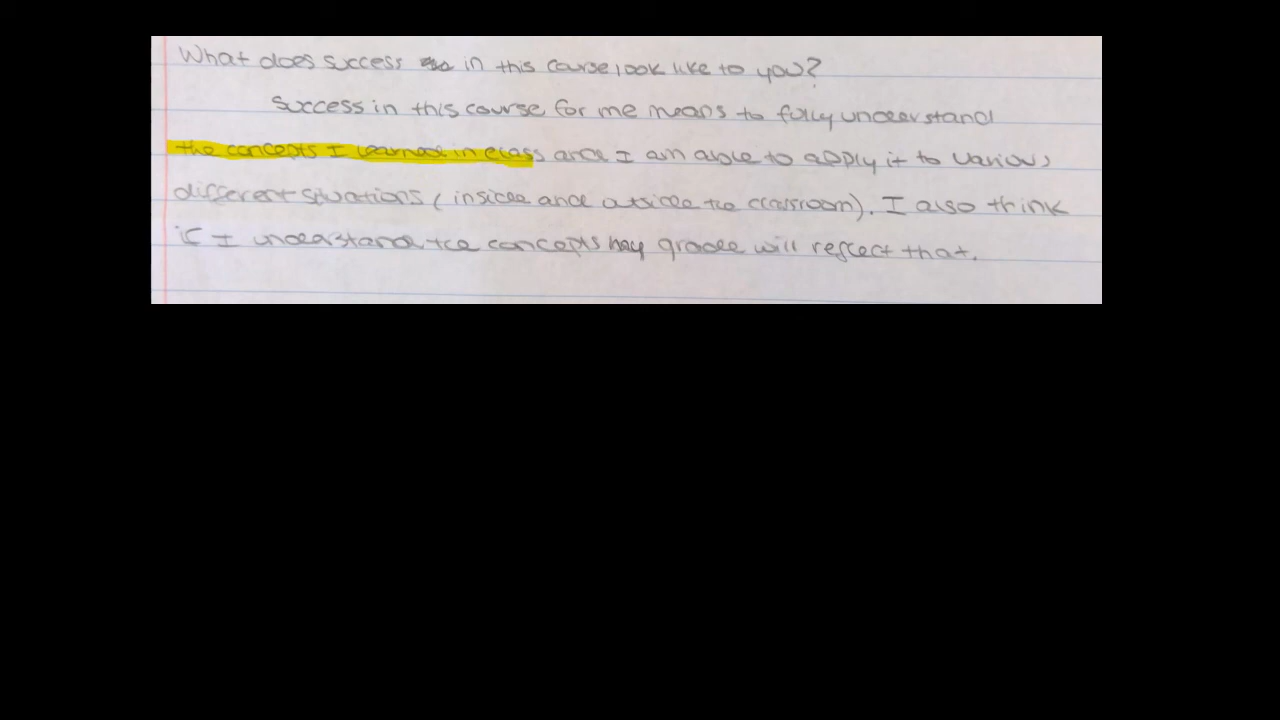 What does success in this course look like to you?
Success in this course for me means to fully understand
the concepts I learned in class and I am able to apply it to various
different situations (inside and outside the classroom). I also think
if I understand the concepts my grade will reflect that.